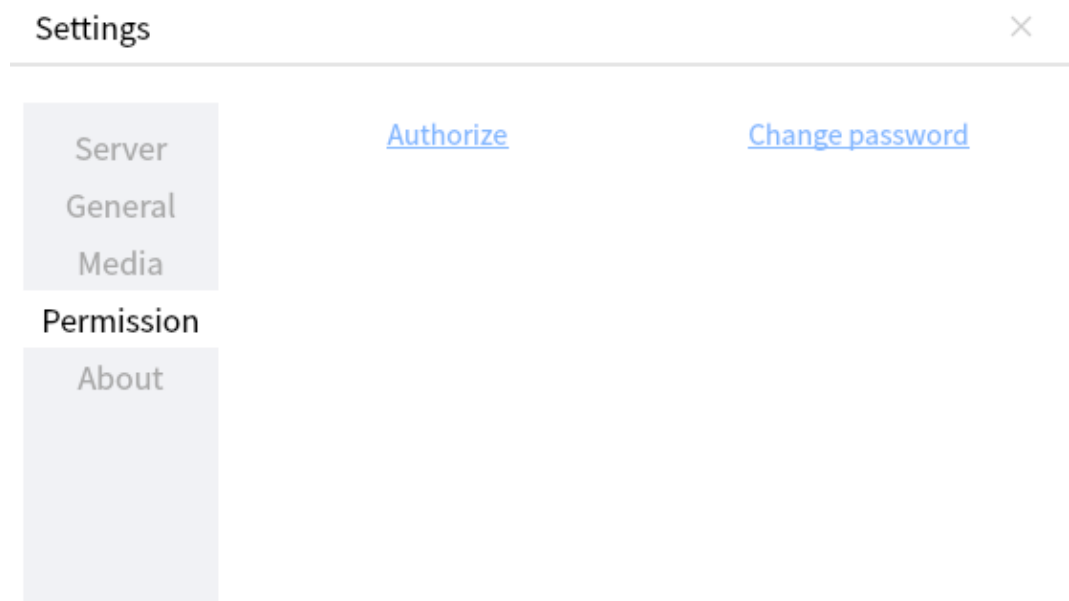 Settings
Server
General
Media
Permission
About
Authorize
Change password